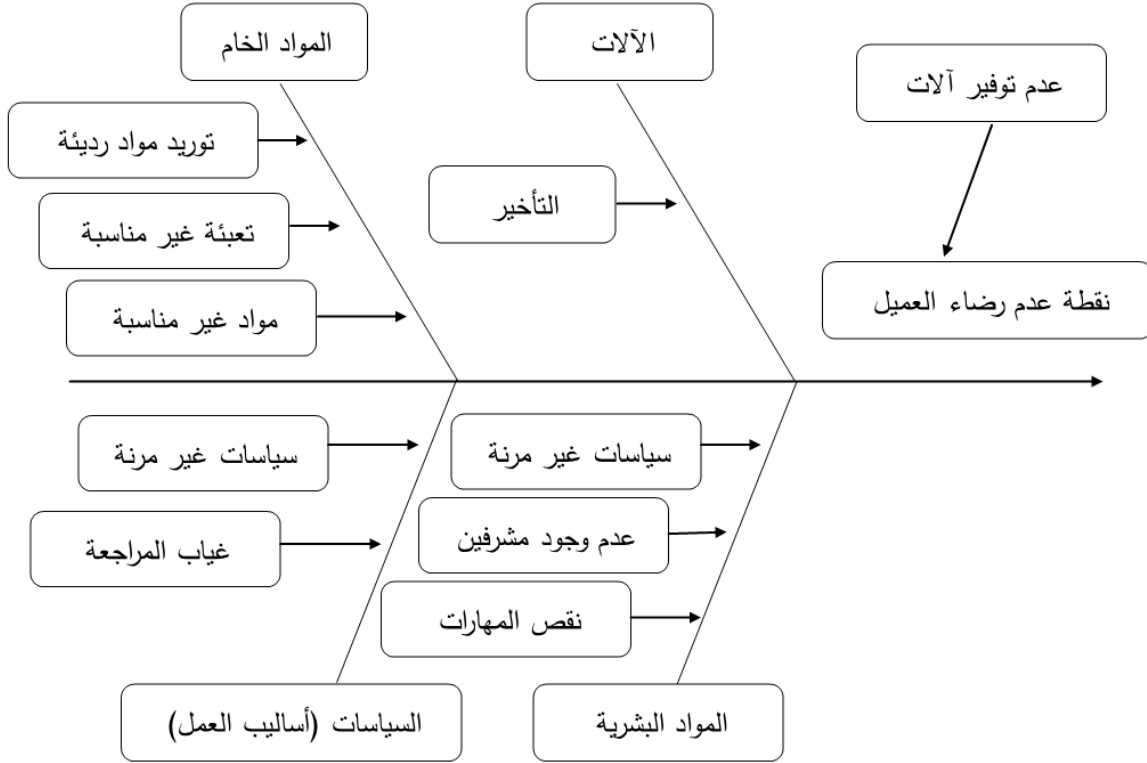 المواد الخام
الآلات
عدم توفير آلات
توريد مواد رديئة
التأخير
تعبئة غير مناسبة
نقطة عدم رضاء العميل
مواد غير مناسبة
سياسات غير مرنة
سياسات غير مرنة
عدم وجود مشرفين
غياب المراجعة
نقص المهارات
المواد البشرية
السياسات (أساليب العمل)